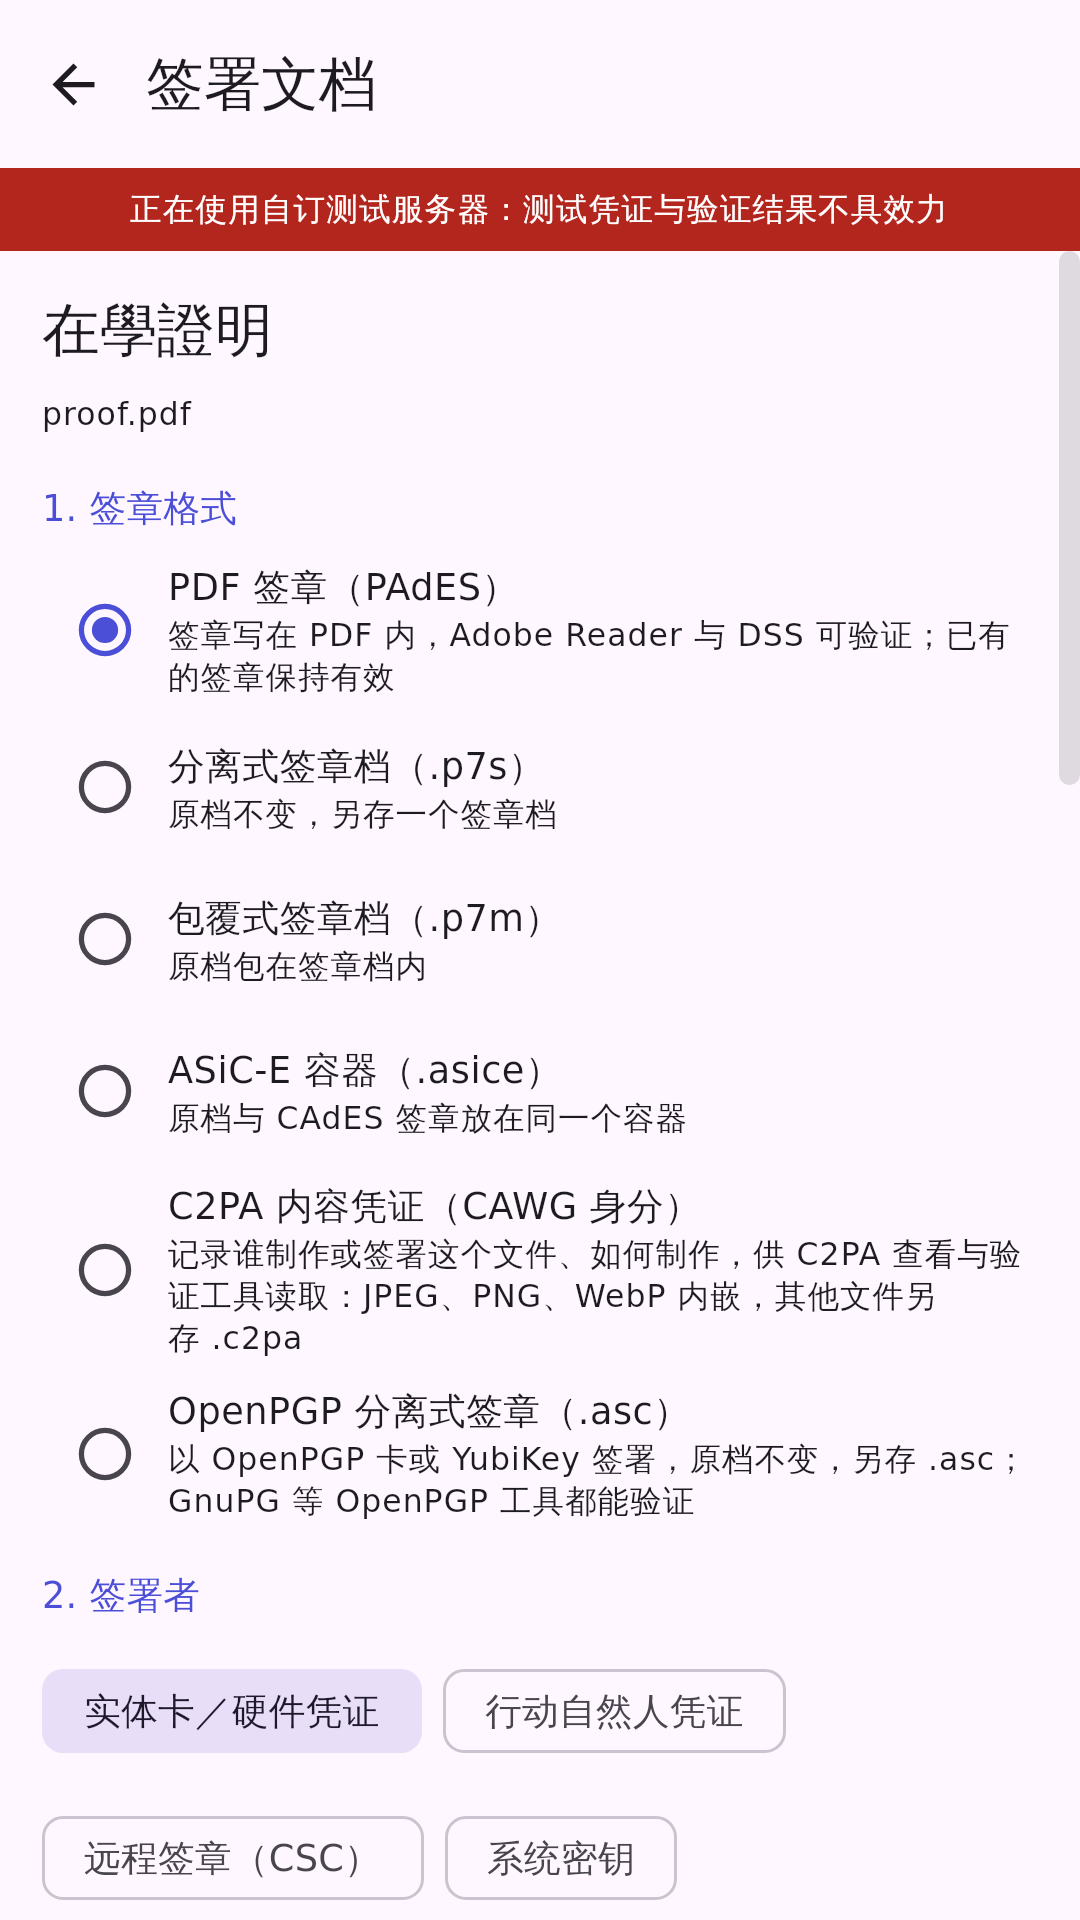 签署文档
正在使用自订测试服务器：测试凭证与验证结果不具效力
在學證明
proof.pdf
1. 签章格式
PDF 签章（PAdES）
签章写在 PDF 内，Adobe Reader 与 DSS 可验证；已有
的签章保持有效
分离式签章档（.p7s）
原档不变，另存一个签章档
包覆式签章档（.p7m）
原档包在签章档内
ASiC-E 容器（.asice）
原档与 CAdES 签章放在同一个容器
C2PA 内容凭证（CAWG 身分）
记录谁制作或签署这个文件、如何制作，供 C2PA 查看与验
证工具读取：JPEG、PNG、WebP 内嵌，其他文件另
存 .c2pa
OpenPGP 分离式签章（.asc）
以 OpenPGP 卡或 YubiKey 签署，原档不变，另存 .asc；
GnuPG 等 OpenPGP 工具都能验证
2. 签署者
实体卡／硬件凭证
行动自然人凭证
远程签章（CSC）
系统密钥